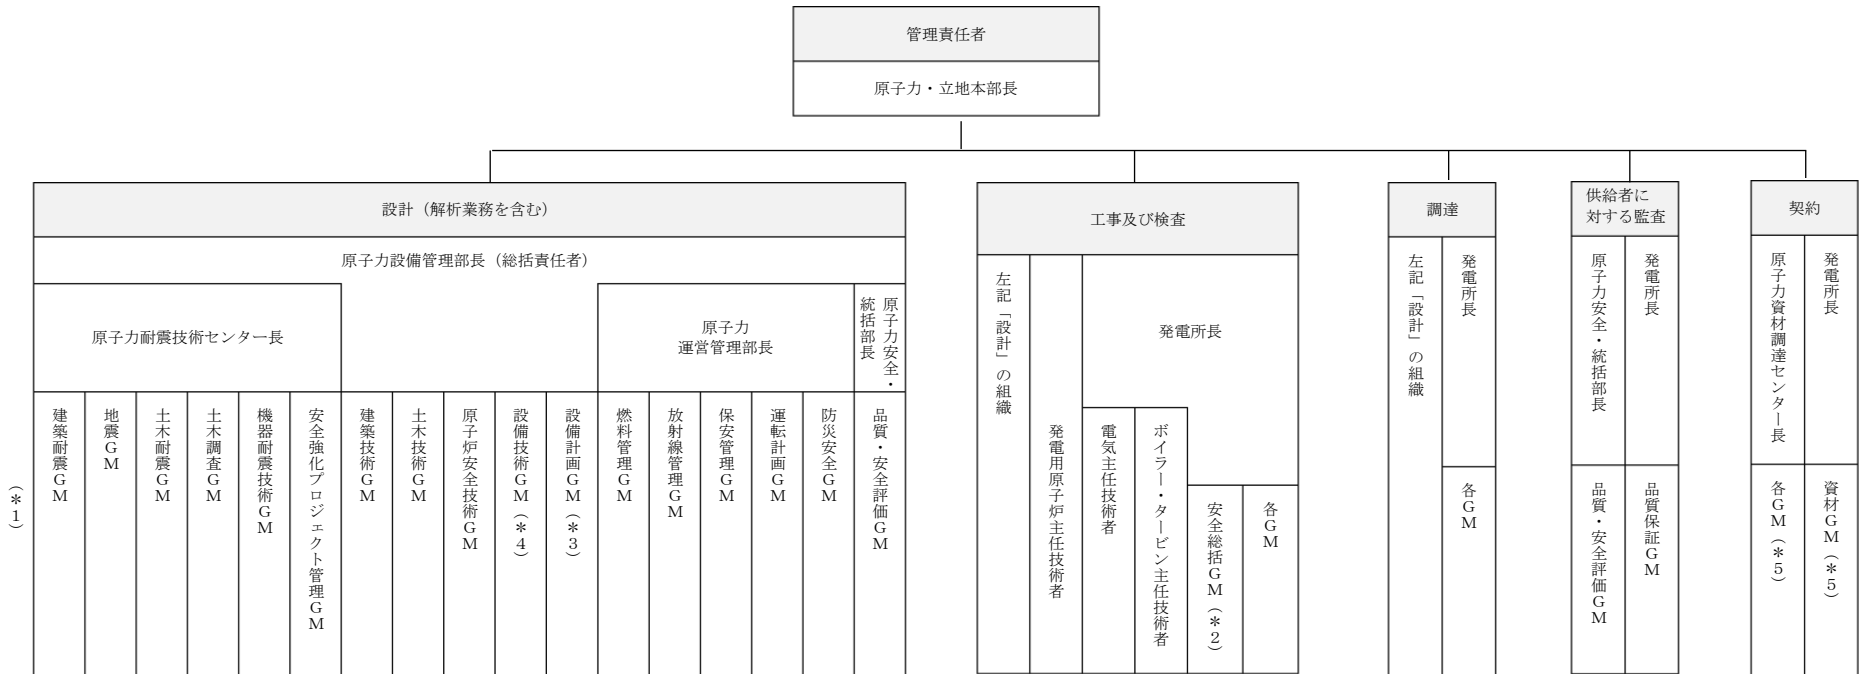 管理責任者
原子力・立地本部長
設計（解析業務を含む）
原子力設備管理部長（総括責任者）
原子力耐震技術センター長
原子力
運営管理部長
原子力安全・
統括部長
（＊１）
建築耐震ＧＭ
地震ＧＭ
土木耐震ＧＭ
土木調査ＧＭ
機器耐震技術ＧＭ
安全強化プロジェクト管理ＧＭ
建築技術ＧＭ
土木技術ＧＭ
原子炉安全技術ＧＭ
設備技術ＧＭ（＊４）
設備計画ＧＭ（＊３）
燃料管理ＧＭ
放射線管理ＧＭ
保安管理ＧＭ
運転計画ＧＭ
防災安全ＧＭ
品質・安全評価ＧＭ
工事及び検査
左記「設計」の組織
発電用原子炉主任技術者
発電所長
電気主任技術者
ボイラー・タービン主任技術者
安全総括ＧＭ（＊２）
各ＧＭ
調達
左記「設計」の組織
発電所長
各ＧＭ
供給者に
対する監査
原子力安全・統括部長
発電所長
品質・安全評価ＧＭ
品質保証ＧＭ
契約
原子力資材調達センター長
発電所長
各ＧＭ（＊５）
資材ＧＭ（＊５）